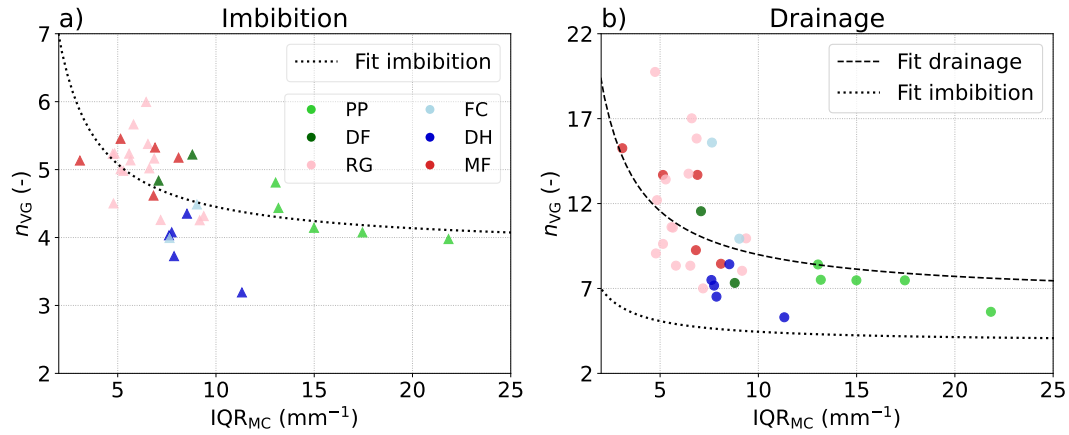 a) Imbibition
7
6
5
4
3
2
n_VG (-)
Fit imbibition
PP FC
DF DH
RG MF
5 10 15 20 25
IQR_MC (mm⁻¹)
b) Drainage
22
17
12
7
2
n_VG (-)
Fit drainage
Fit imbibition
5 10 15 20 25
IQR_MC (mm⁻¹)